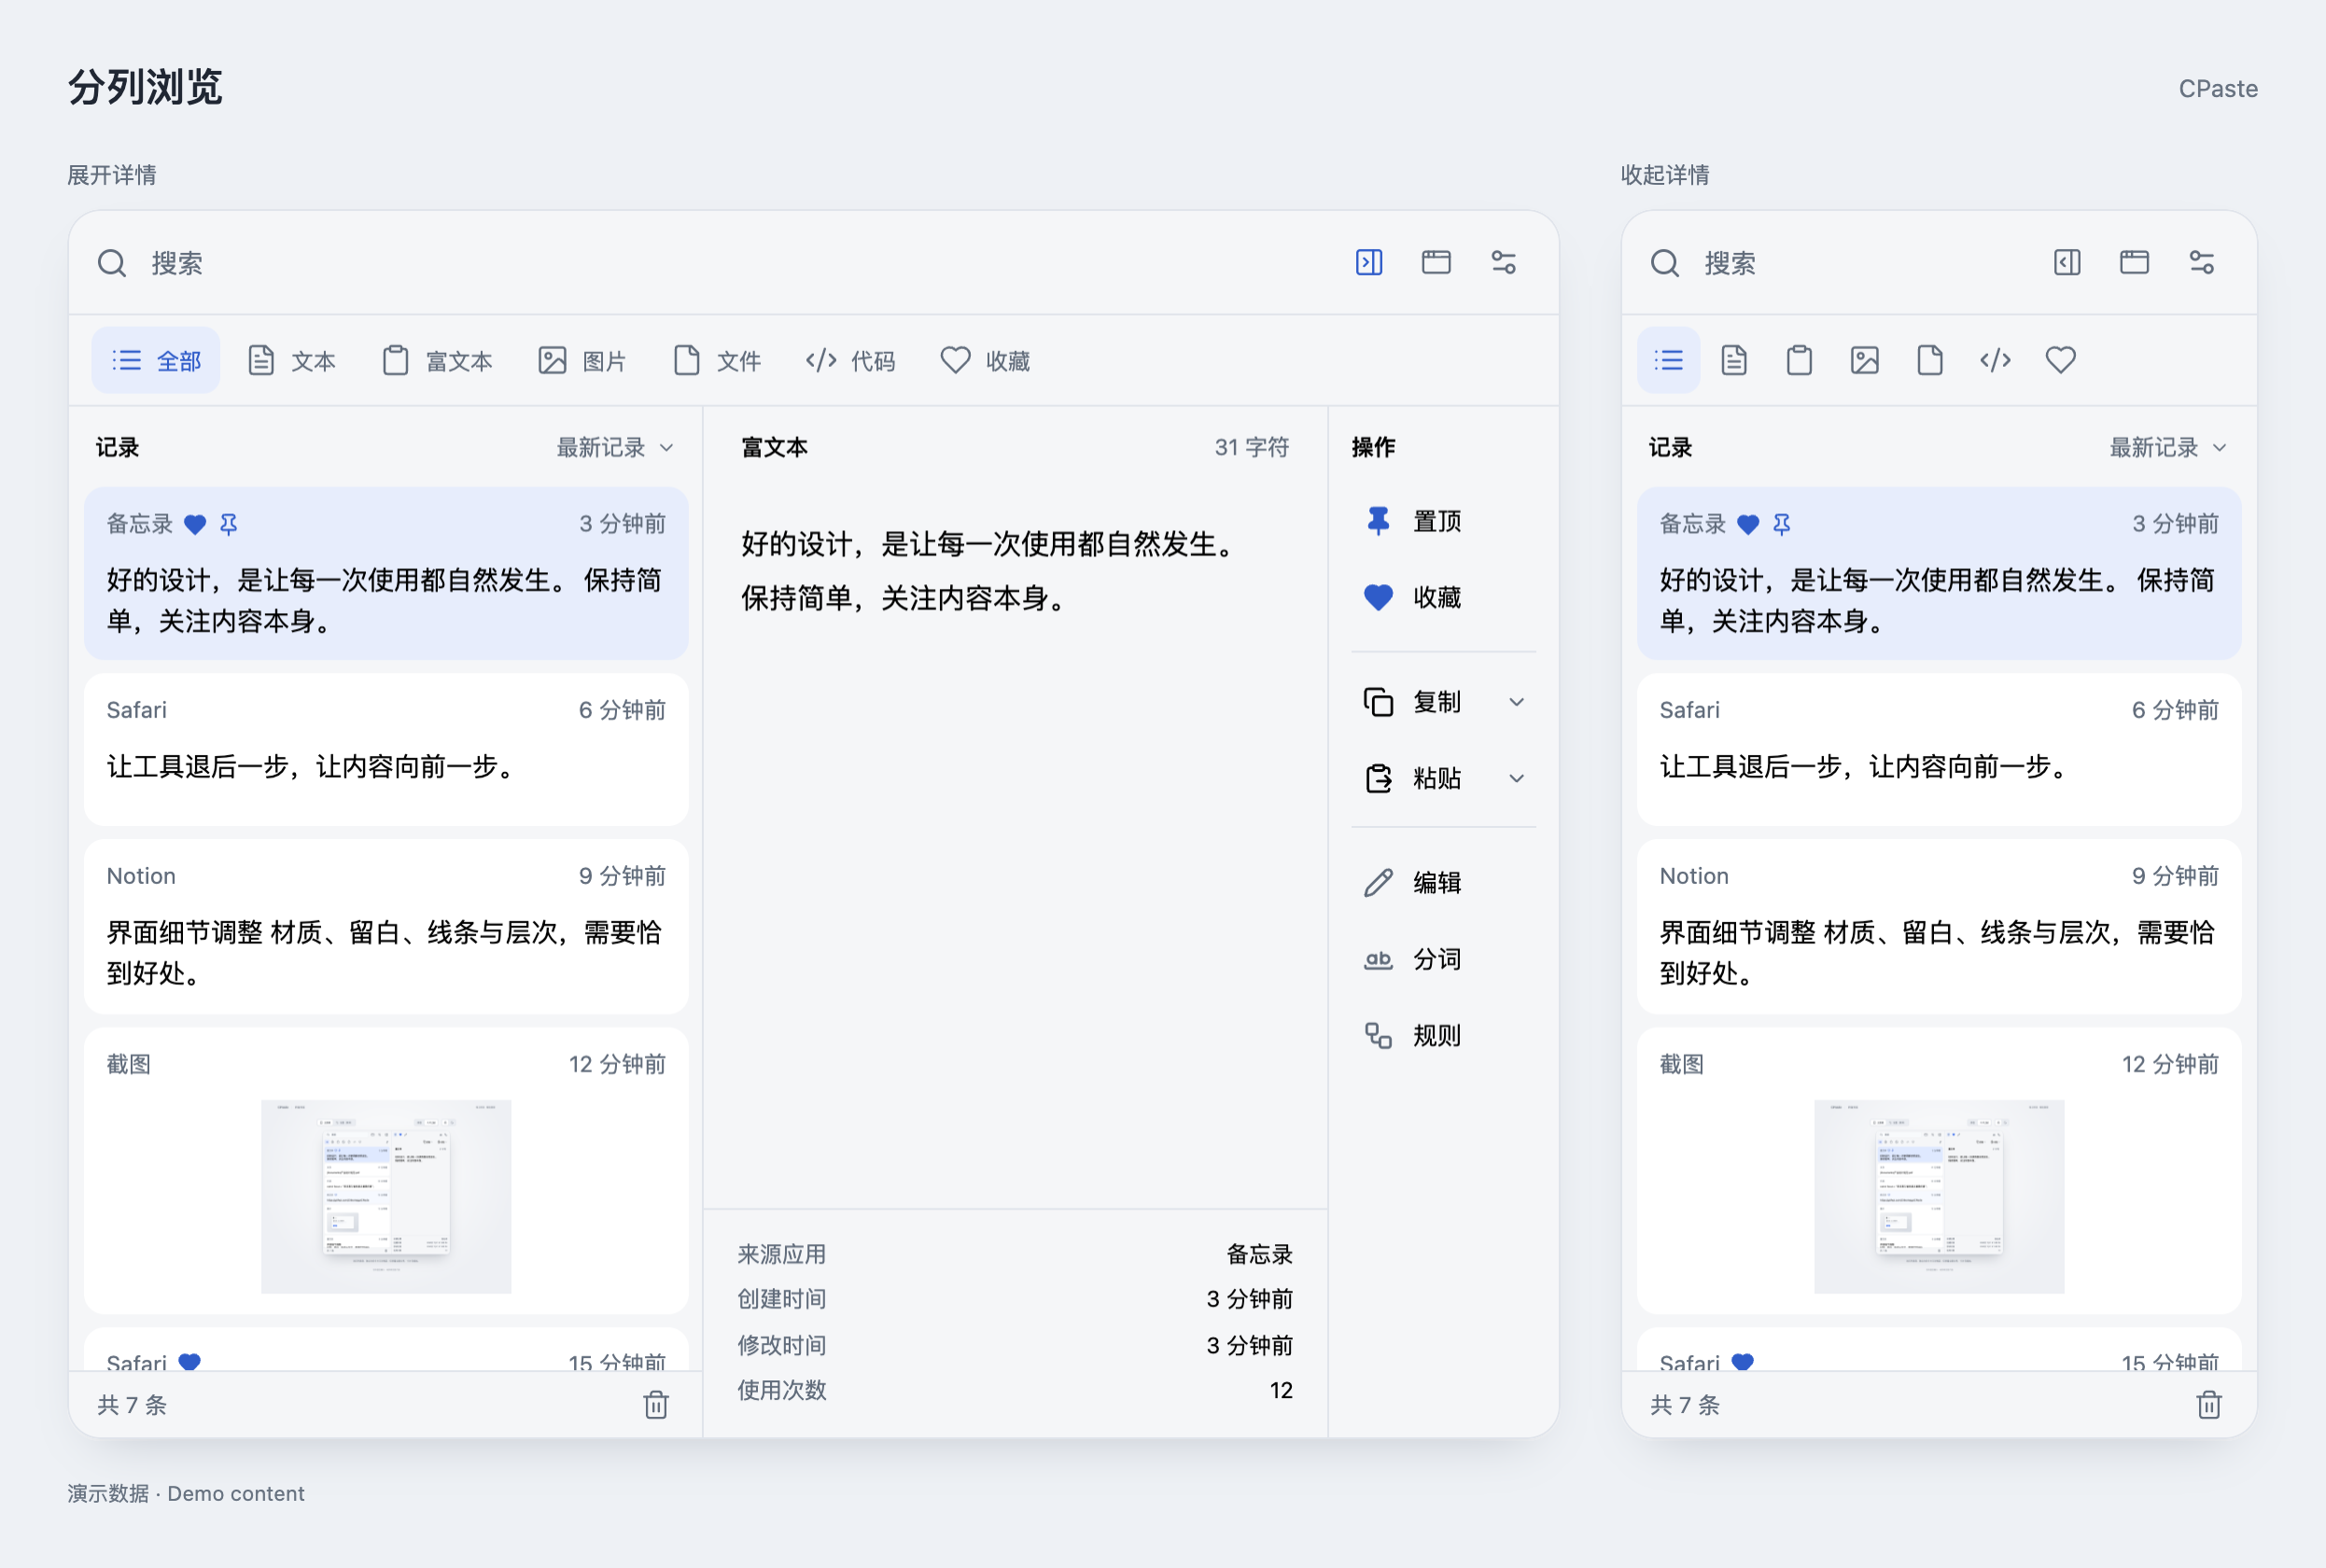 分列浏览
CPaste
展开详情
搜索
全部 文本 富文本 图片 文件 代码 收藏
记录 最新记录
备忘录 3 分钟前
好的设计，是让每一次使用都自然发生。 保持简
单，关注内容本身。
Safari 6 分钟前
让工具退后一步，让内容向前一步。
Notion 9 分钟前
界面细节调整 材质、留白、线条与层次，需要恰
到好处。
截图 12 分钟前
Safari 15 分钟前
共 7 条
富文本 31 字符
好的设计，是让每一次使用都自然发生。
保持简单，关注内容本身。
来源应用 备忘录
创建时间 3 分钟前
修改时间 3 分钟前
使用次数 12
操作
置顶
收藏
复制
粘贴
编辑
ab 分词
规则
收起详情
搜索
记录 最新记录
备忘录 3 分钟前
好的设计，是让每一次使用都自然发生。 保持简
单，关注内容本身。
Safari 6 分钟前
让工具退后一步，让内容向前一步。
Notion 9 分钟前
界面细节调整 材质、留白、线条与层次，需要恰
到好处。
截图 12 分钟前
Safari 15 分钟前
共 7 条
演示数据 · Demo content